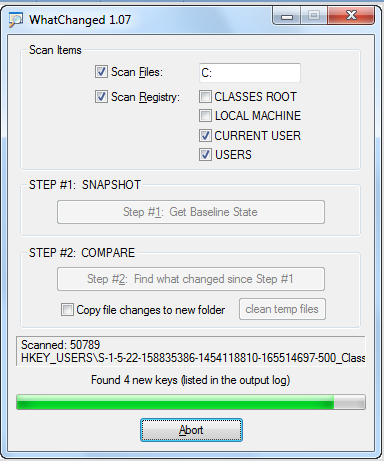 WhatChanged 1.07
Scan Items
Scan Files: C:
Scan Registry: CLASSES ROOT
LOCAL MACHINE
CURRENT USER
USERS
STEP #1: SNAPSHOT
Step #1: Get Baseline State
STEP #2: COMPARE
Step #2: Find what changed since Step #1
Copy file changes to new folder clean temp files
Scanned: 50789
HKEY_USERS\S-1-5-22-158835386-1454118810-165514697-500_Class
Found 4 new keys (listed in the output log)
Abort